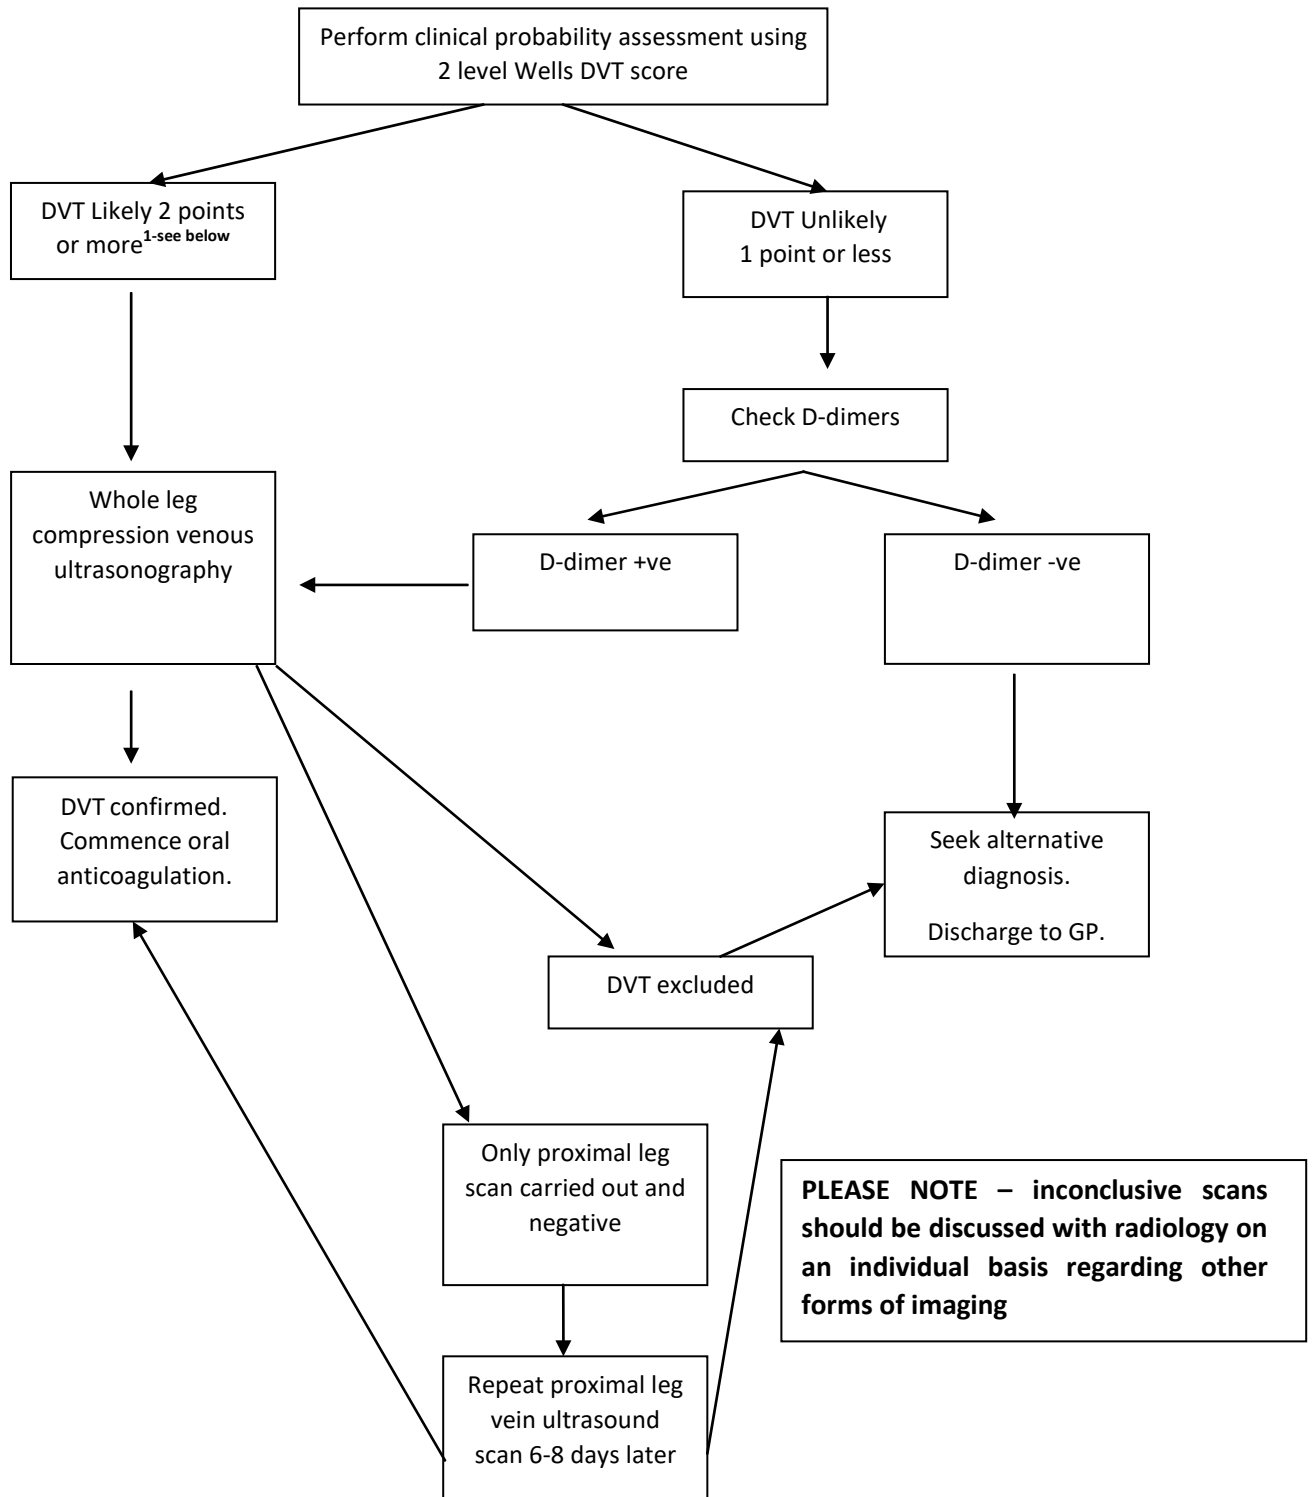 Perform clinical probability assessment using
2 level Wells DVT score
DVT Likely 2 points
or more1-see below
DVT Unlikely
1 point or less
Check D-dimers
Whole leg
compression venous
ultrasonography
D-dimer +ve
D-dimer -ve
DVT confirmed.
Commence oral
anticoagulation.
Seek alternative
diagnosis.
Discharge to GP.
DVT excluded
Only proximal leg
scan carried out and
negative
PLEASE NOTE – inconclusive scans
should be discussed with radiology on
an individual basis regarding other
forms of imaging
Repeat proximal leg
vein ultrasound
scan 6-8 days later